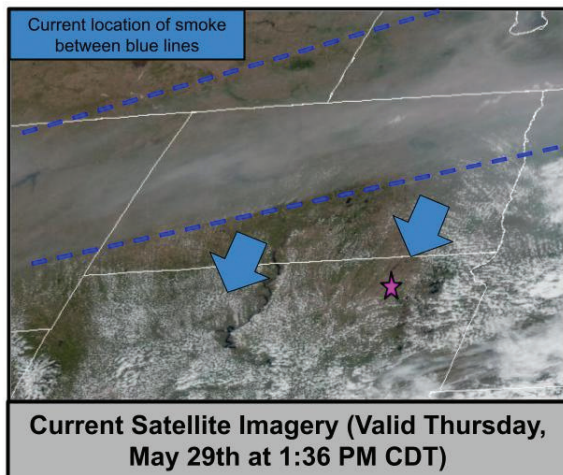 Current location of smoke
between blue lines
Current Satellite Imagery (Valid Thursday,
May 29th at 1:36 PM CDT)